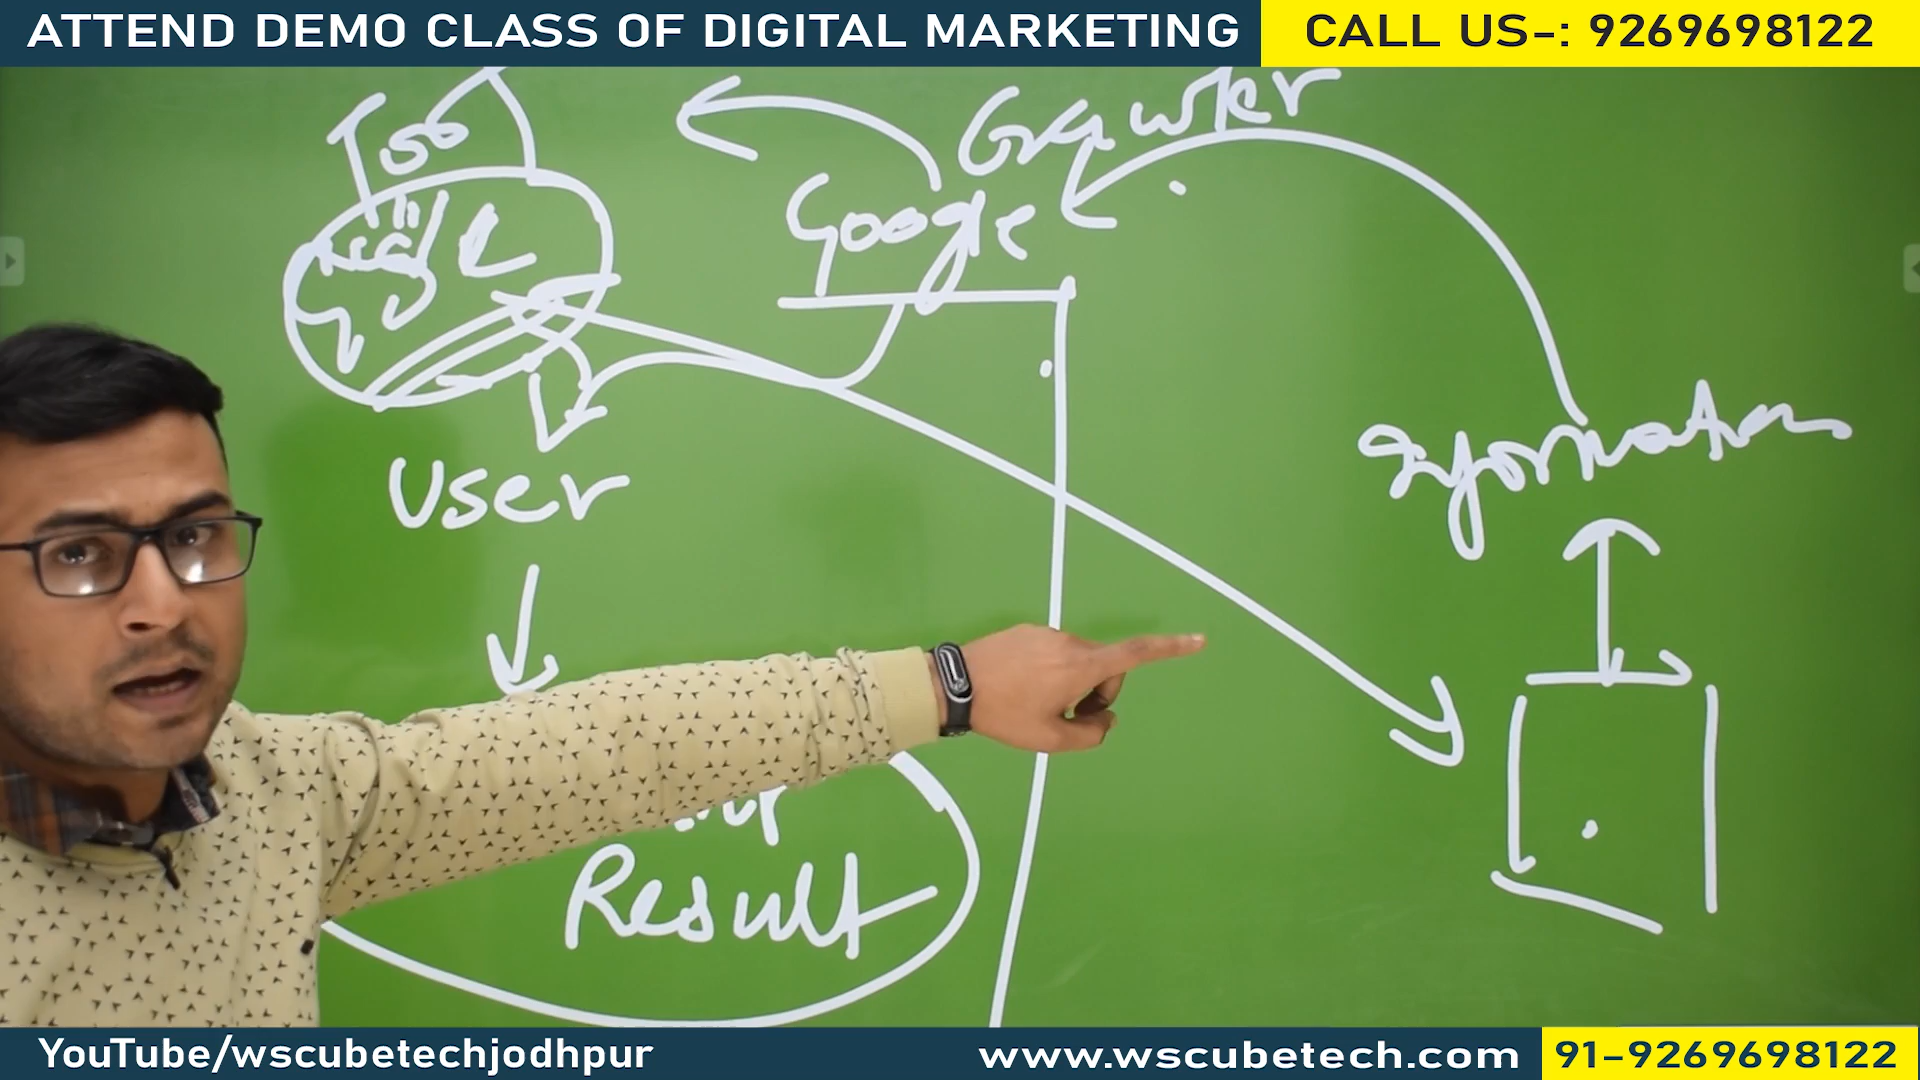 ATTEND DEMO CLASS OF DIGITAL MARKETING
CALL US-: 9269698122
Crawler
Google
Information
User
Result
YouTube/wscubetechjodhpur
www.wscubetech.com
91-9269698122